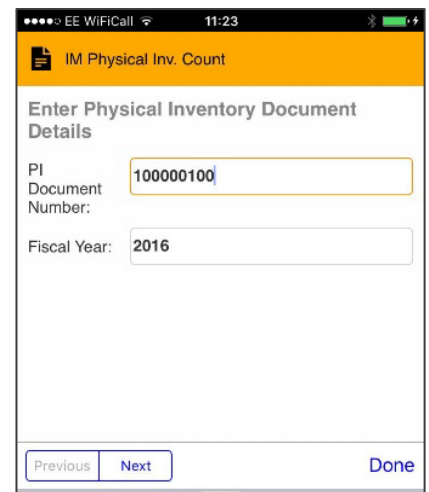 EE WiFiCall 11:23
IM Physical Inv. Count
Enter Physical Inventory Document
Details
PI
Document
Number:
100000100
Fiscal Year: 2016
Previous Next Done